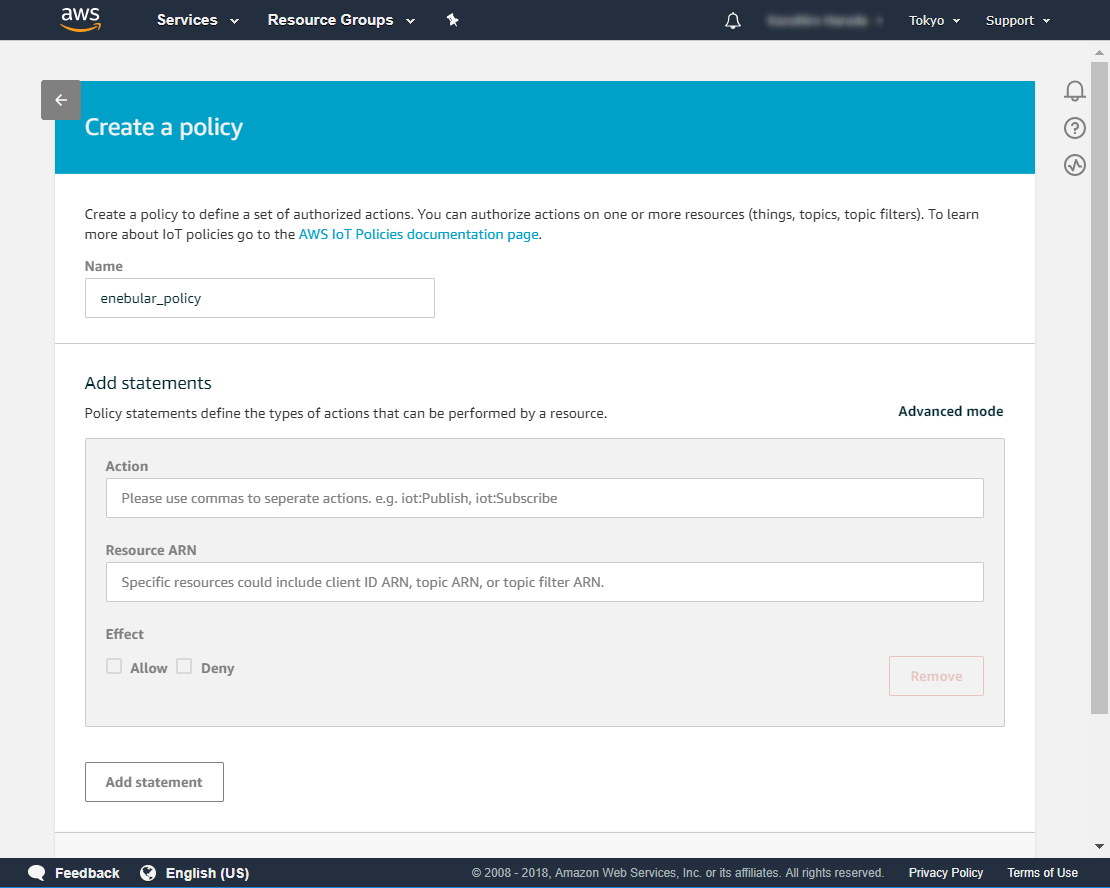 aws Services Resource Groups Tokyo Support
Create a policy
Create a policy to define a set of authorized actions. You can authorize actions on one or more resources (things, topics, topic filters). To learn
more about IoT policies go to the AWS IoT Policies documentation page.
Name
enebular_policy
Add statements
Policy statements define the types of actions that can be performed by a resource.
Advanced mode
Action
Please use commas to seperate actions. e.g. iot:Publish, iot:Subscribe
Resource ARN
Specific resources could include client ID ARN, topic ARN, or topic filter ARN.
Effect
Allow Deny
Remove
Add statement
Feedback English (US) © 2008 - 2018, Amazon Web Services, Inc. or its affiliates. All rights reserved. Privacy Policy Terms of Use